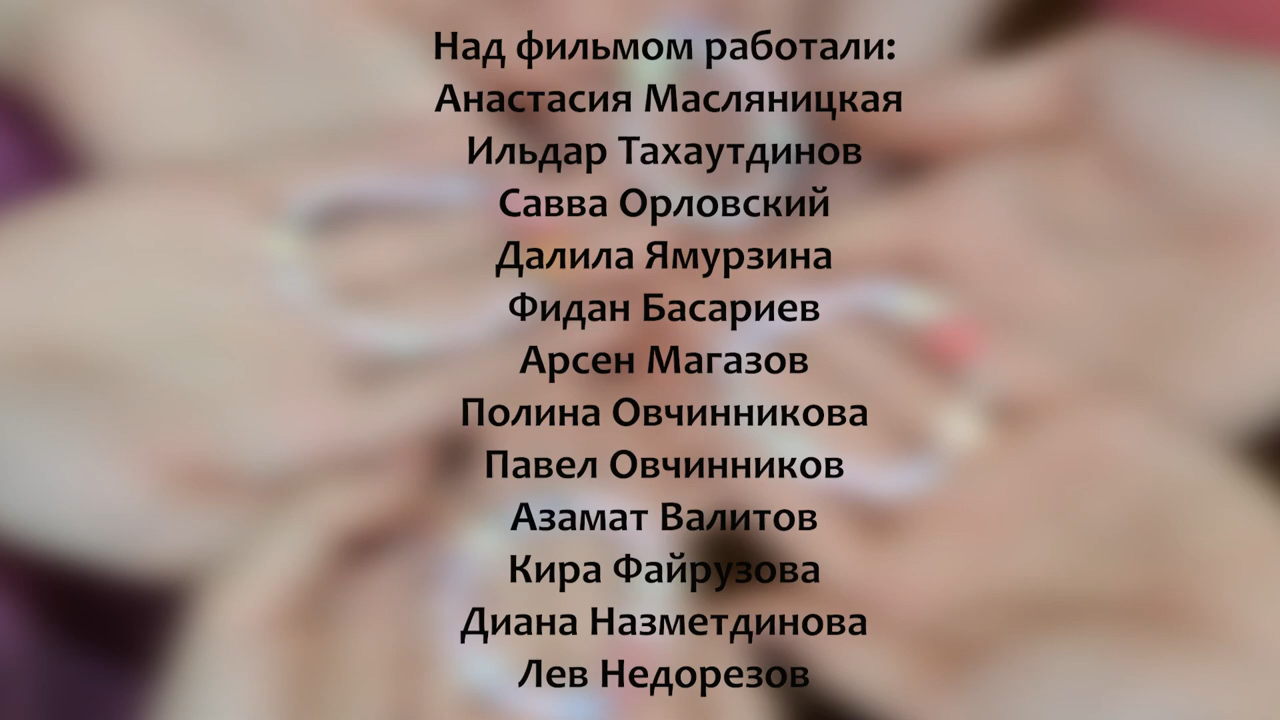 Над фильмом работали:
Анастасия Масляницкая
Ильдар Тахаутдинов
Савва Орловский
Далила Ямурзина
Фидан Басариев
Арсен Магазов
Полина Овчинникова
Павел Овчинников
Азамат Валитов
Кира Файрузова
Диана Назметдинова
Лев Недорезов